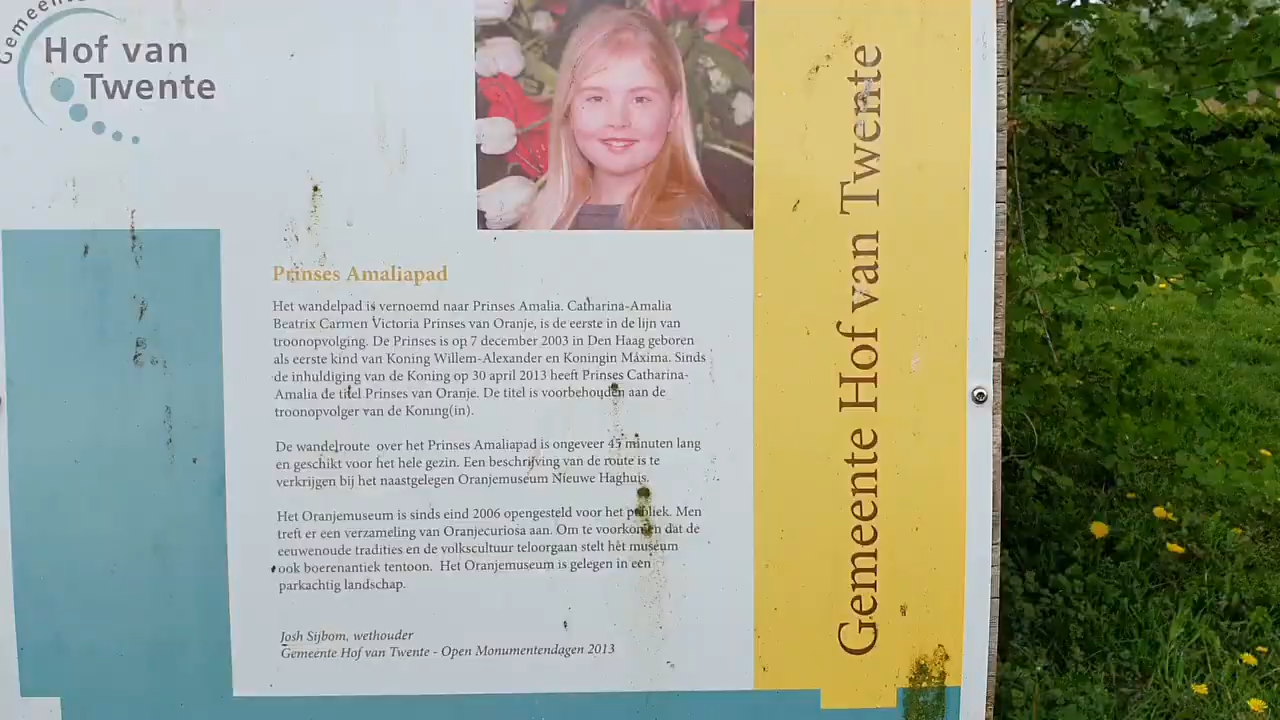 Gemeente
Hof van
Twente
Prinses Amaliapad
Het wandelpad is vernoemd naar Prinses Amalia. Catharina-Amalia
Beatrix Carmen Victoria Prinses van Oranje, is de eerste in de lijn van
troonopvolging. De Prinses is op 7 december 2003 in Den Haag geboren
als eerste kind van Koning Willem-Alexander en Koningin Máxima. Sinds
de inhuldiging van de Koning op 30 april 2013 heeft Prinses Catharina-
Amalia de titel Prinses van Oranje. De titel is voorbehouden aan de
troonopvolger van de Koning(in).
De wandelroute over het Prinses Amaliapad is ongeveer 45 minuten lang
en geschikt voor het hele gezin. Een beschrijving van de route is te
verkrijgen bij het naastgelegen Oranjemuseum Nieuwe Haghuis.
Het Oranjemuseum is sinds eind 2006 opengesteld voor het publiek. Men
treft er een verzameling van Oranjecuriosa aan. Om te voorkomen dat de
eeuwenoude tradities en de volkscultuur teloorgaan stelt het museum
ook boerenantiek tentoon. Het Oranjemuseum is gelegen in een
parkachtig landschap.
Josh Sijbom, wethouder
Gemeente Hof van Twente - Open Monumentendagen 2013
Gemeente Hof van Twente